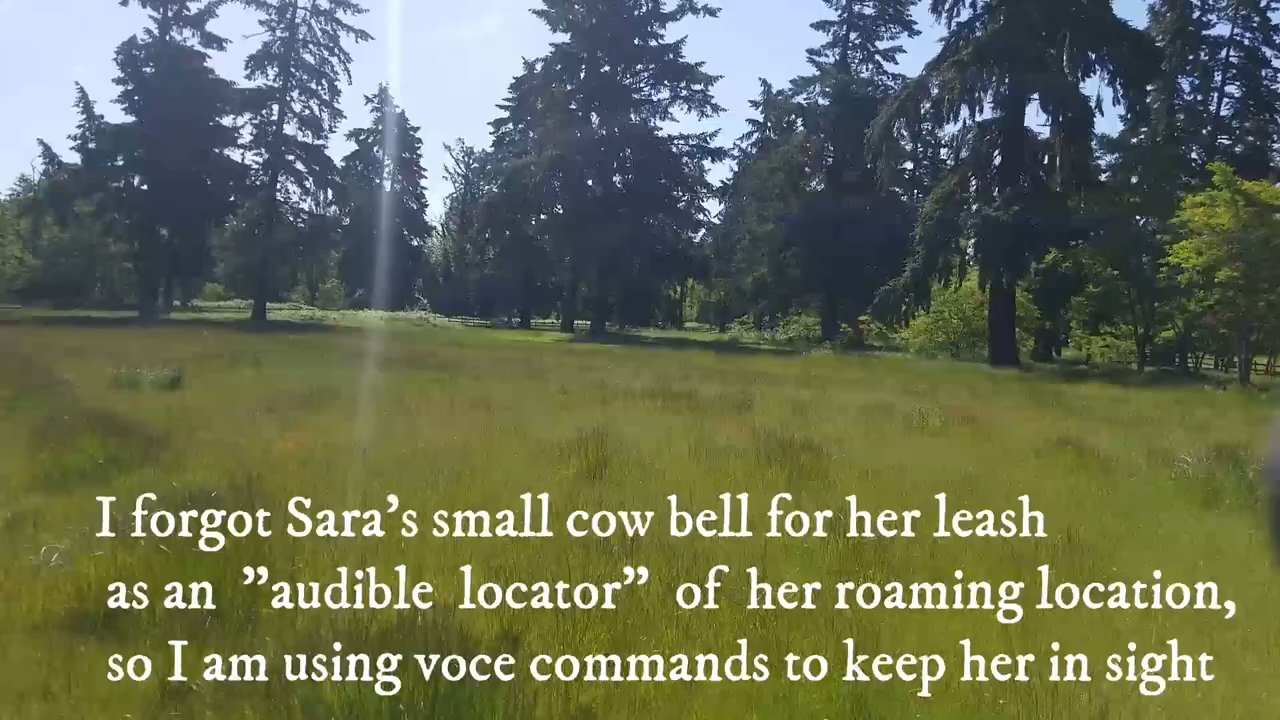 I forgot Sara’s small cow bell for her leash
as an ”audible locator” of her roaming location,
so I am using voce commands to keep her in sight